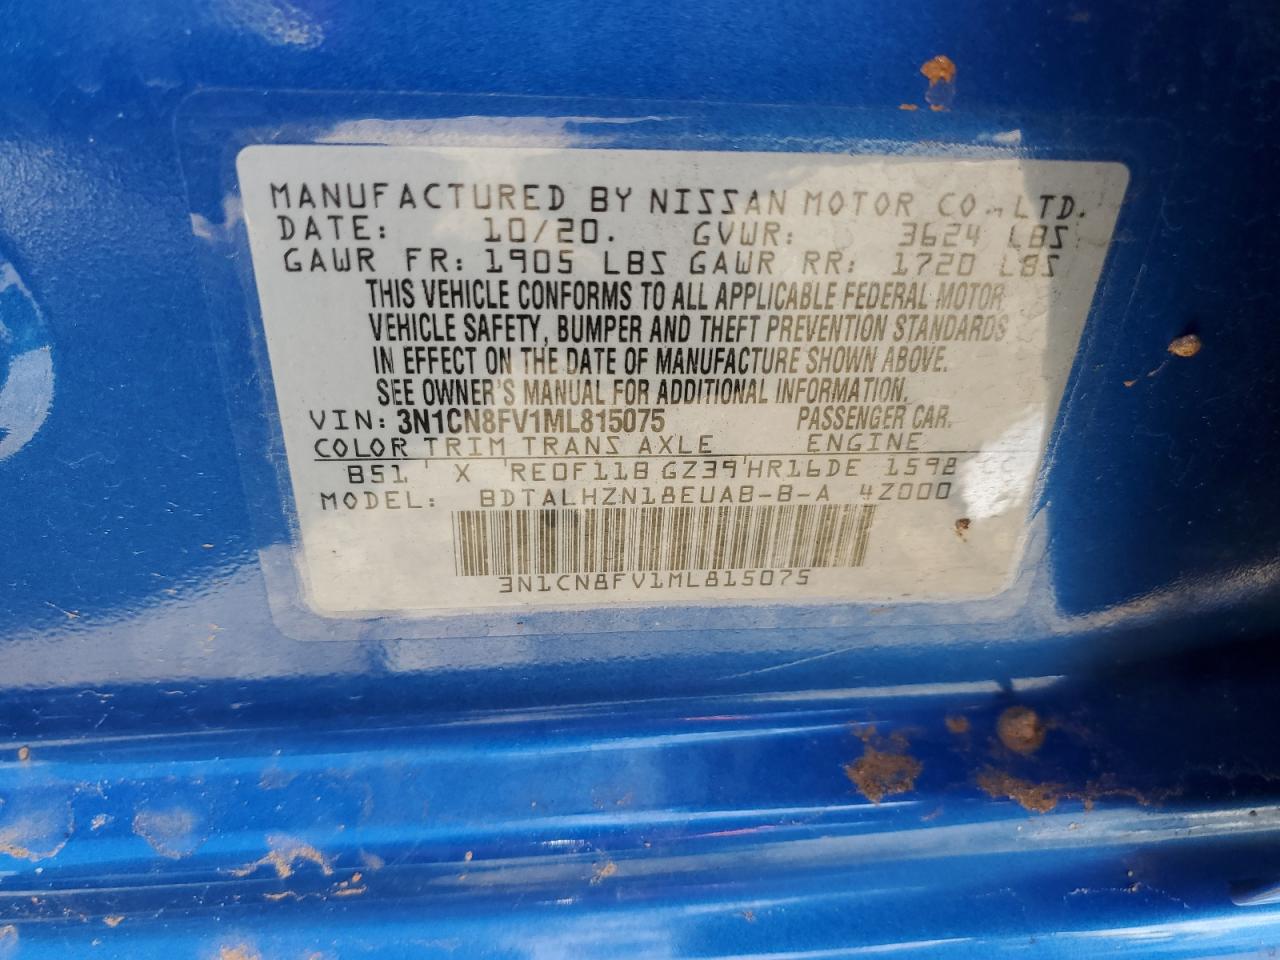 MANUFACTURED BY NISSAN MOTOR CO., LTD.
DATE: 10/20. GVWR: 3624 LBS
GAWR FR: 1905 LBS GAWR RR: 1720 LBS
THIS VEHICLE CONFORMS TO ALL APPLICABLE FEDERAL MOTOR
VEHICLE SAFETY, BUMPER AND THEFT PREVENTION STANDARDS
IN EFFECT ON THE DATE OF MANUFACTURE SHOWN ABOVE.
SEE OWNER'S MANUAL FOR ADDITIONAL INFORMATION.
VIN: 3N1CN8FV1ML815075 PASSENGER CAR.
COLOR TRIM TRANS AXLE ENGINE
B51 X RE0F11B GZ39 HR16DE 1598 CC
MODEL: BDTALHZN18EUAB-B-A 4Z000
3N1CN8FV1ML815075